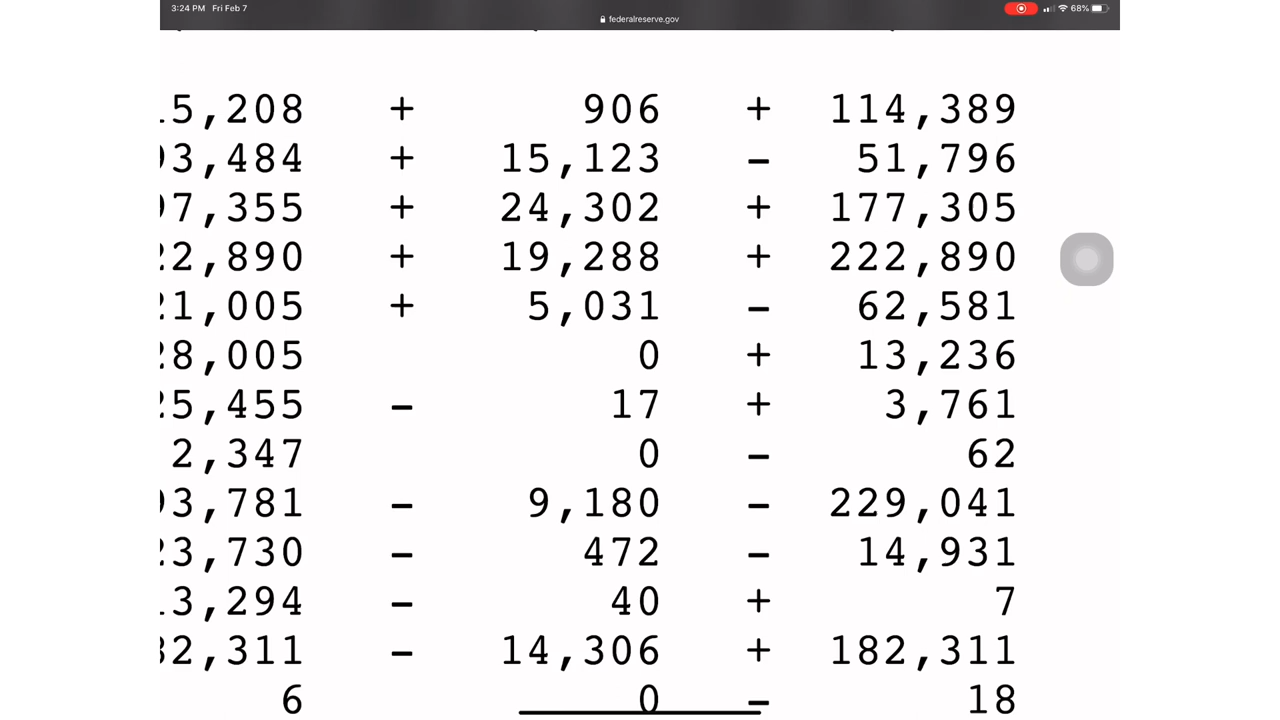 3:24 PM Fri Feb 7
federalreserve.gov
68%
5,208 + 906 + 114,389
3,484 + 15,123 − 51,796
7,355 + 24,302 + 177,305
2,890 + 19,288 + 222,890
1,005 + 5,031 − 62,581
8,005 0 + 13,236
5,455 − 17 + 3,761
2,347 0 − 62
3,781 − 9,180 − 229,041
3,730 − 472 − 14,931
3,294 − 40 + 7
2,311 − 14,306 + 182,311
6 0 − 18